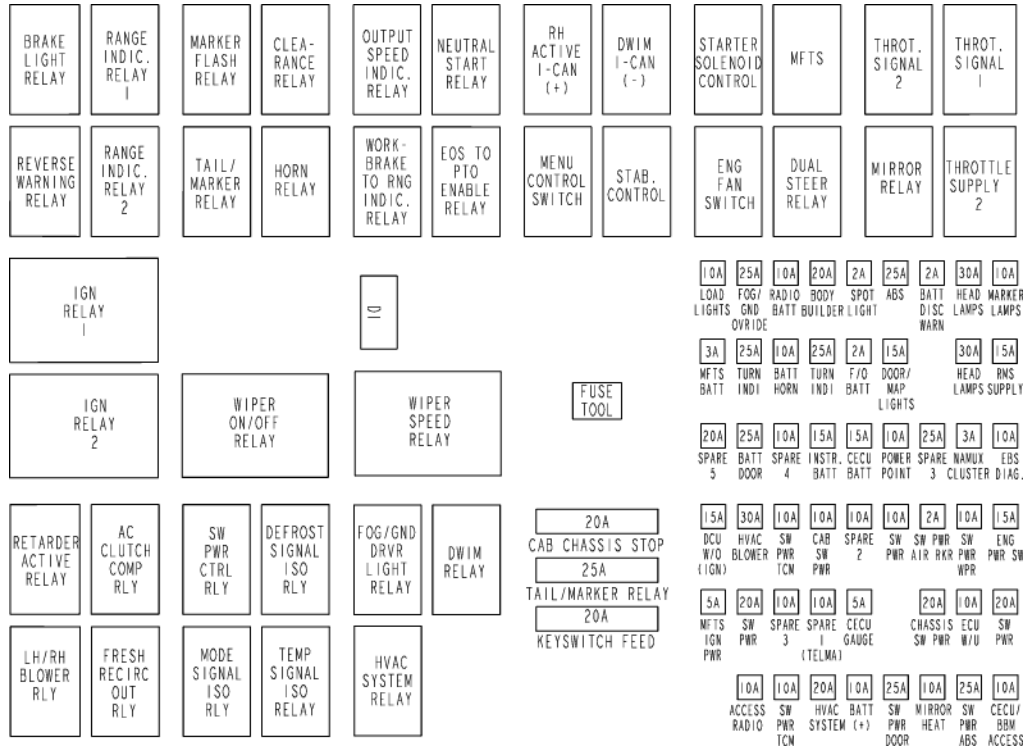 BRAKE LIGHT RELAY
RANGE INDIC. RELAY 1
MARKER FLASH RELAY
CLEA- RANCE RELAY
OUTPUT SPEED INDIC. RELAY
NEUTRAL START RELAY
RH ACTIVE I-CAN (+)
DWIM I-CAN (-)
STARTER SOLENOID CONTROL
MFTS
THROT. SIGNAL 2
THROT. SIGNAL 1
REVERSE WARNING RELAY
RANGE INDIC. RELAY 2
TAIL/ MARKER RELAY
HORN RELAY
WORK- BRAKE TO RNG INDIC. RELAY
EOS TO PTO ENABLE RELAY
MENU CONTROL SWITCH
STAB. CONTROL
ENG FAN SWITCH
DUAL STEER RELAY
MIRROR RELAY
THROTTLE SUPPLY 2
IGN RELAY 1
D1
10A LOAD LIGHTS
25A FOG/ GND OVRIDE
10A RADIO BATT
20A BODY BUILDER
2A SPOT LIGHT
25A ABS
2A BATT DISC WARN
30A HEAD LAMPS
10A MARKER LAMPS
3A MFTS BATT
25A TURN INDI
10A BATT HORN
25A TURN INDI
2A F/O BATT
15A DOOR/ MAP LIGHTS
30A HEAD LAMPS
15A RMS SUPPLY
IGN RELAY 2
WIPER ON/OFF RELAY
WIPER SPEED RELAY
FUSE TOOL
20A SPARE 5
25A BATT DOOR
10A SPARE 4
15A INSTR. BATT
15A CECU BATT
10A POWER POINT
25A SPARE 3
3A NAMUX CLUSTER
10A EBS DIAG.
RETARDER ACTIVE RELAY
AC CLUTCH COMP RLY
SW PWR CTRL RLY
DEFROST SIGNAL ISO RLY
FOG/GND DRVR LIGHT RELAY
DWIM RELAY
20A
CAB CHASSIS STOP
25A
TAIL/MARKER RELAY
20A
KEYSWITCH FEED
15A DCU W/O (IGN)
30A HVAC BLOWER
10A SW PWR TCM
10A CAB SW PWR
10A SPARE 2
10A SW PWR
2A SW PWR AIR RKR
10A SW PWR WPR
15A ENG PWR SW
5A MFTS IGN PWR
20A SW PWR
10A SPARE 3
10A SPARE 1 (TELMA)
5A CECU GAUGE
20A CHASSIS SW PWR
10A ECU W/U
20A SW PWR
LH/RH BLOWER RLY
FRESH RECIRC OUT RLY
MODE SIGNAL ISO RLY
TEMP SIGNAL ISO RELAY
HVAC SYSTEM RELAY
10A ACCESS RADIO
10A SW PWR TCM
20A HVAC SYSTEM
10A BATT (+)
25A SW PWR DOOR
10A MIRROR HEAT
25A SW PWR ABS
10A CECU/ BBM ACCESS